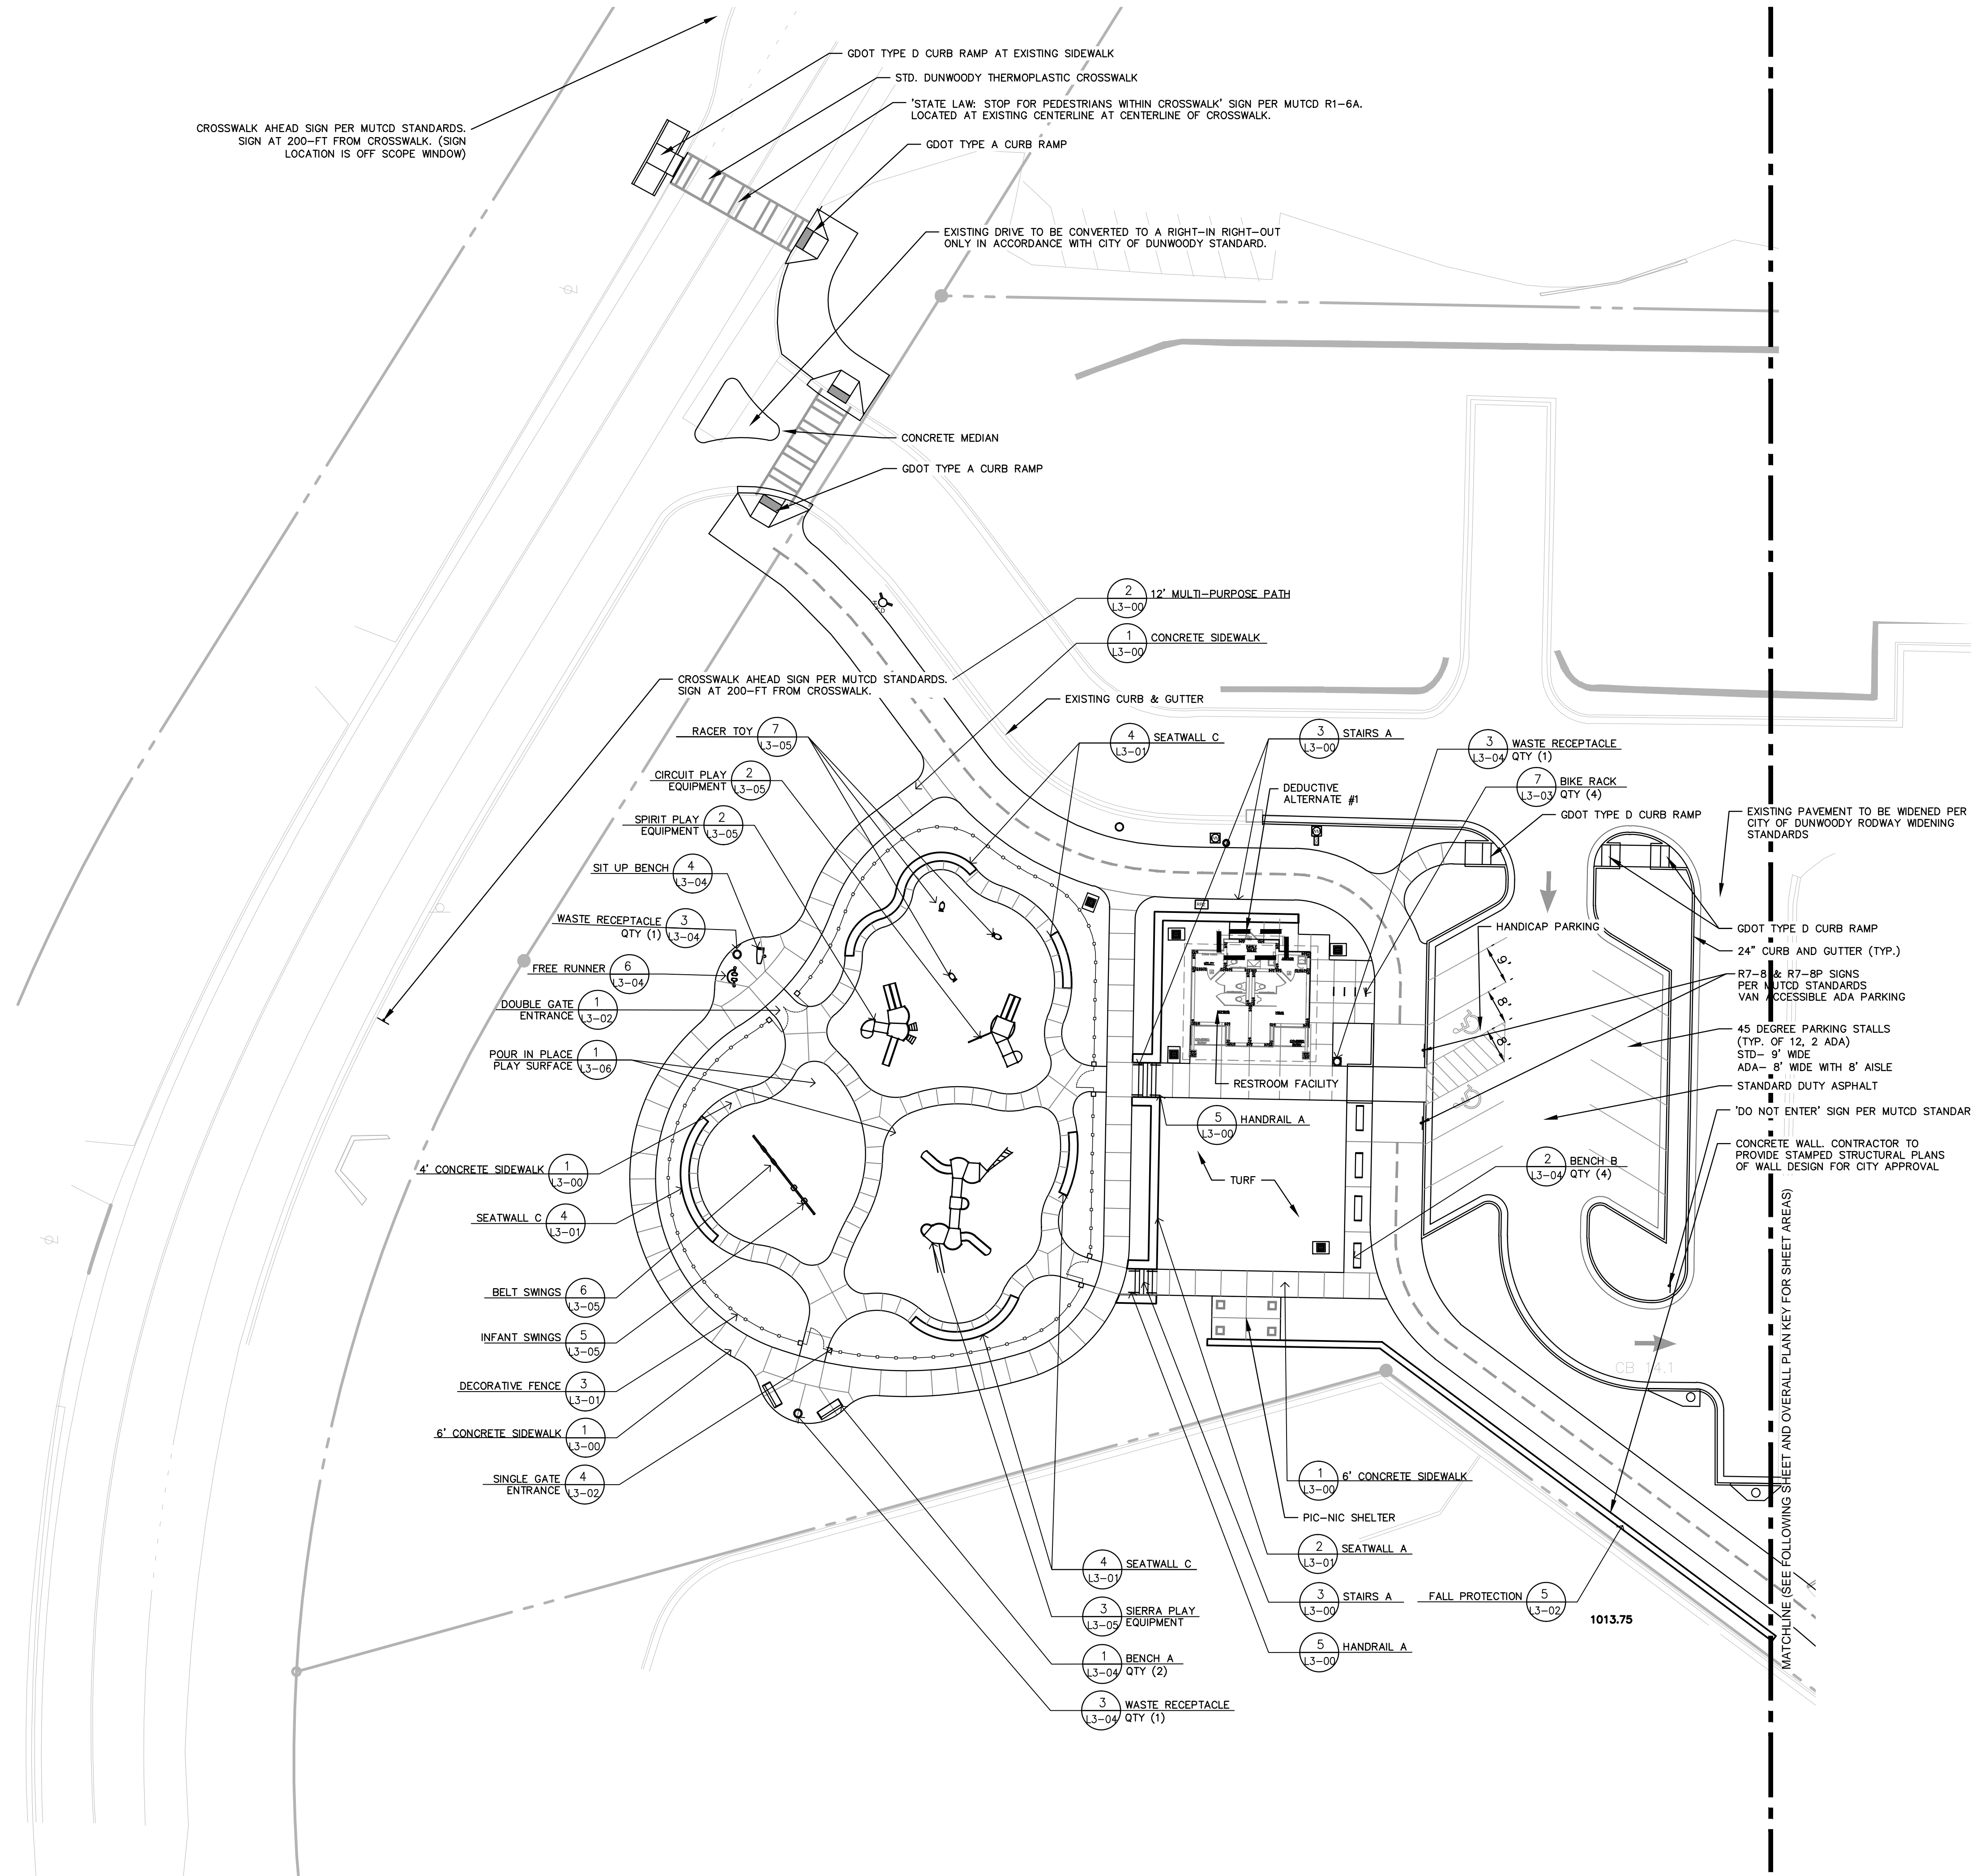 GDOT TYPE D CURB RAMP AT EXISTING SIDEWALK
STD. DUNWOODY THERMOPLASTIC CROSSWALK
'STATE LAW: STOP FOR PEDESTRIANS WITHIN CROSSWALK' SIGN PER MUTCD R1-6A.
LOCATED AT EXISTING CENTERLINE AT CENTERLINE OF CROSSWALK.
CROSSWALK AHEAD SIGN PER MUTCD STANDARDS.
SIGN AT 200-FT FROM CROSSWALK. (SIGN
LOCATION IS OFF SCOPE WINDOW)
GDOT TYPE A CURB RAMP
EXISTING DRIVE TO BE CONVERTED TO A RIGHT-IN RIGHT-OUT
ONLY IN ACCORDANCE WITH CITY OF DUNWOODY STANDARD.
CONCRETE MEDIAN
GDOT TYPE A CURB RAMP
2
L3-00
12' MULTI-PURPOSE PATH
1
L3-00
CONCRETE SIDEWALK
CROSSWALK AHEAD SIGN PER MUTCD STANDARDS.
SIGN AT 200-FT FROM CROSSWALK.
EXISTING CURB & GUTTER
RACER TOY
7
L3-05
4
L3-01
SEATWALL C
3
L3-00
STAIRS A
3
L3-04
WASTE RECEPTACLE
QTY (1)
CIRCUIT PLAY
EQUIPMENT
2
L3-05
DEDUCTIVE
ALTERNATE #1
7
L3-03
BIKE RACK
QTY (4)
GDOT TYPE D CURB RAMP
EXISTING PAVEMENT TO BE WIDENED PER
CITY OF DUNWOODY RODWAY WIDENING
STANDARDS
SPIRIT PLAY
EQUIPMENT
2
L3-05
SIT UP BENCH
4
L3-04
WASTE RECEPTACLE
QTY (1)
3
L3-04
HANDICAP PARKING
GDOT TYPE D CURB RAMP
24" CURB AND GUTTER (TYP.)
FREE RUNNER
6
L3-04
9'
8'
8'
R7-8 & R7-8P SIGNS
PER MUTCD STANDARDS
VAN ACCESSIBLE ADA PARKING
DOUBLE GATE
ENTRANCE
1
L3-02
45 DEGREE PARKING STALLS
(TYP. OF 12, 2 ADA)
STD- 9' WIDE
ADA- 8' WIDE WITH 8' AISLE
POUR IN PLACE
PLAY SURFACE
1
L3-06
RESTROOM FACILITY
STANDARD DUTY ASPHALT
5
L3-00
HANDRAIL A
'DO NOT ENTER' SIGN PER MUTCD STANDAR
CONCRETE WALL. CONTRACTOR TO
PROVIDE STAMPED STRUCTURAL PLANS
OF WALL DESIGN FOR CITY APPROVAL
4' CONCRETE SIDEWALK
1
L3-00
TURF
2
L3-04
BENCH B
QTY (4)
SEATWALL C
4
L3-01
BELT SWINGS
6
L3-05
INFANT SWINGS
5
L3-05
CB 14.1
DECORATIVE FENCE
3
L3-01
6' CONCRETE SIDEWALK
1
L3-00
SINGLE GATE
ENTRANCE
4
L3-02
1
L3-00
6' CONCRETE SIDEWALK
PIC-NIC SHELTER
2
L3-01
SEATWALL A
4
L3-01
SEATWALL C
3
L3-00
STAIRS A
FALL PROTECTION
5
L3-02
3
L3-05
SIERRA PLAY
EQUIPMENT
1013.75
5
L3-00
HANDRAIL A
1
L3-04
BENCH A
QTY (2)
3
L3-04
WASTE RECEPTACLE
QTY (1)
MATCHLINE (SEE FOLLOWING SHEET AND OVERALL PLAN KEY FOR SHEET AREAS)